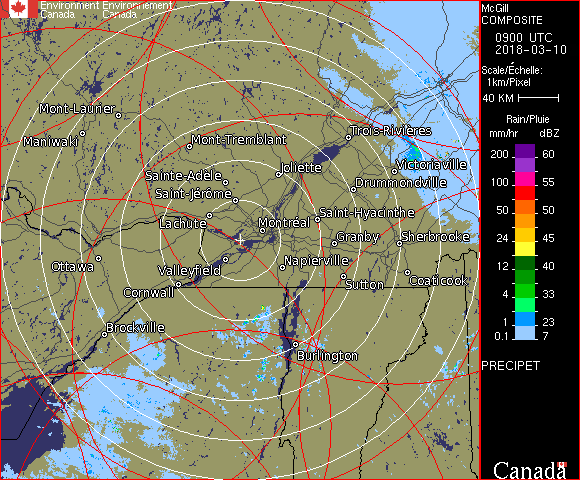 Environment Environnement
Canada Canada
McGill
COMPOSITE
0900 UTC
2018-03-10
Scale/Échelle:
1km/Pixel
40 KM
Rain/Pluie
mm/hr dBZ
200 60
100 55
50 50
24 45
12 40
4 33
1 23
0.1 7
PRECIPET
Canada
Mont-Laurier
Maniwaki
Mont-Tremblant
Trois-Rivières
Victoriaville
Sainte-Adèle
Joliette
Drummondville
Saint-Jérôme
Lachute
Montréal
Saint-Hyacinthe
Granby
Sherbrooke
Ottawa
Valleyfield
Napierville
Cornwall
Sutton
Coaticook
Brockville
Burlington